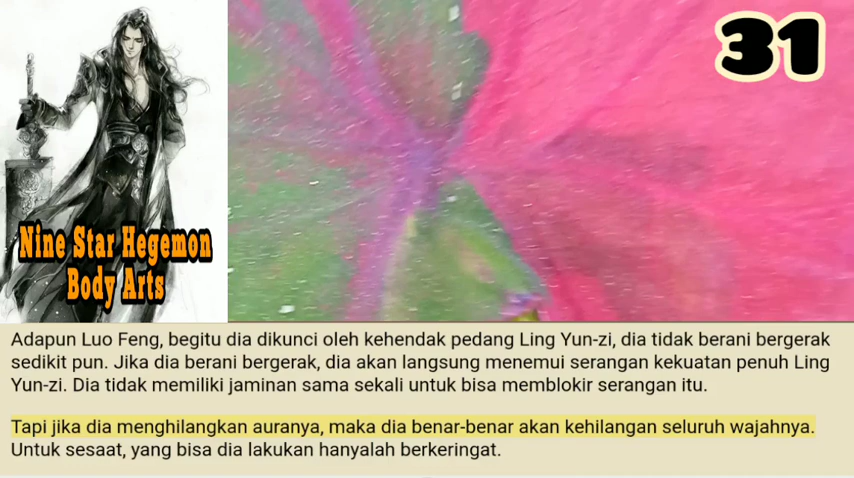 31
Nine Star Hegemon
Body Arts
Adapun Luo Feng, begitu dia dikunci oleh kehendak pedang Ling Yun-zi, dia tidak berani bergerak
sedikit pun. Jika dia berani bergerak, dia akan langsung menemui serangan kekuatan penuh Ling
Yun-zi. Dia tidak memiliki jaminan sama sekali untuk bisa memblokir serangan itu.
Tapi jika dia menghilangkan auranya, maka dia benar-benar akan kehilangan seluruh wajahnya.
Untuk sesaat, yang bisa dia lakukan hanyalah berkeringat.